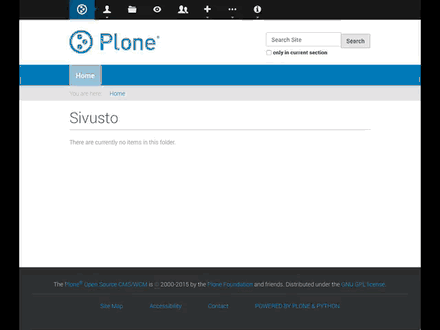 Plone®
Search Site
Search
only in current section
Home
You are here: Home
Sivusto
There are currently no items in this folder.
The Plone® Open Source CMS/WCM is © 2000-2015 by the Plone Foundation and friends. Distributed under the GNU GPL license.
Site Map Accessibility Contact POWERED BY PLONE & PYTHON